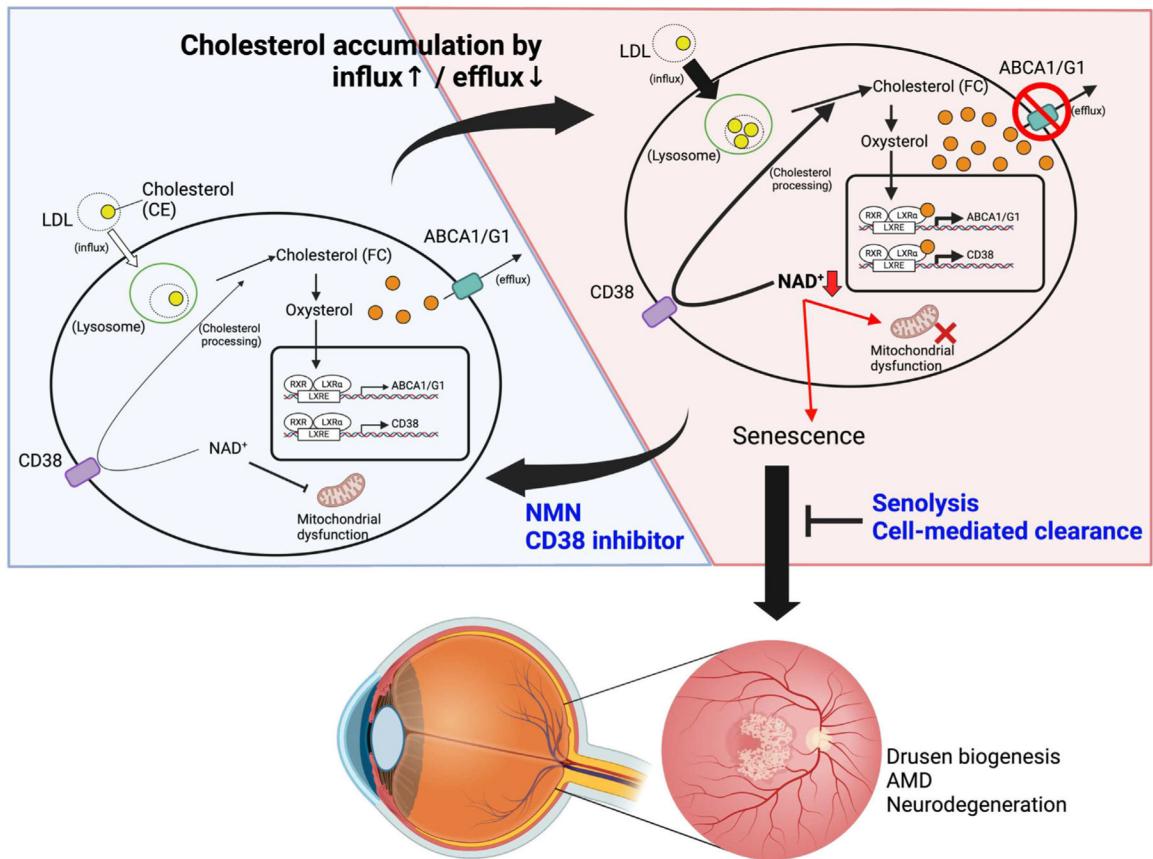 Cholesterol accumulation by
influx↑ / efflux↓
LDL
Cholesterol
(CE)
(influx)
(Lysosome)
Cholesterol (FC)
ABCA1/G1
(efflux)
Oxysterol
(Cholesterol
processing)
RXR
LXRα
LXRE
ABCA1/G1
RXR
LXRα
LXRE
CD38
CD38
NAD⁺
Mitochondrial
dysfunction
LDL
(influx)
(Lysosome)
Cholesterol (FC)
ABCA1/G1
(efflux)
Oxysterol
(Cholesterol
processing)
RXR
LXRα
LXRE
ABCA1/G1
RXR
LXRα
LXRE
CD38
CD38
NAD⁺
Mitochondrial
dysfunction
Senescence
NMN
CD38 inhibitor
Senolysis
Cell-mediated clearance
Drusen biogenesis
AMD
Neurodegeneration